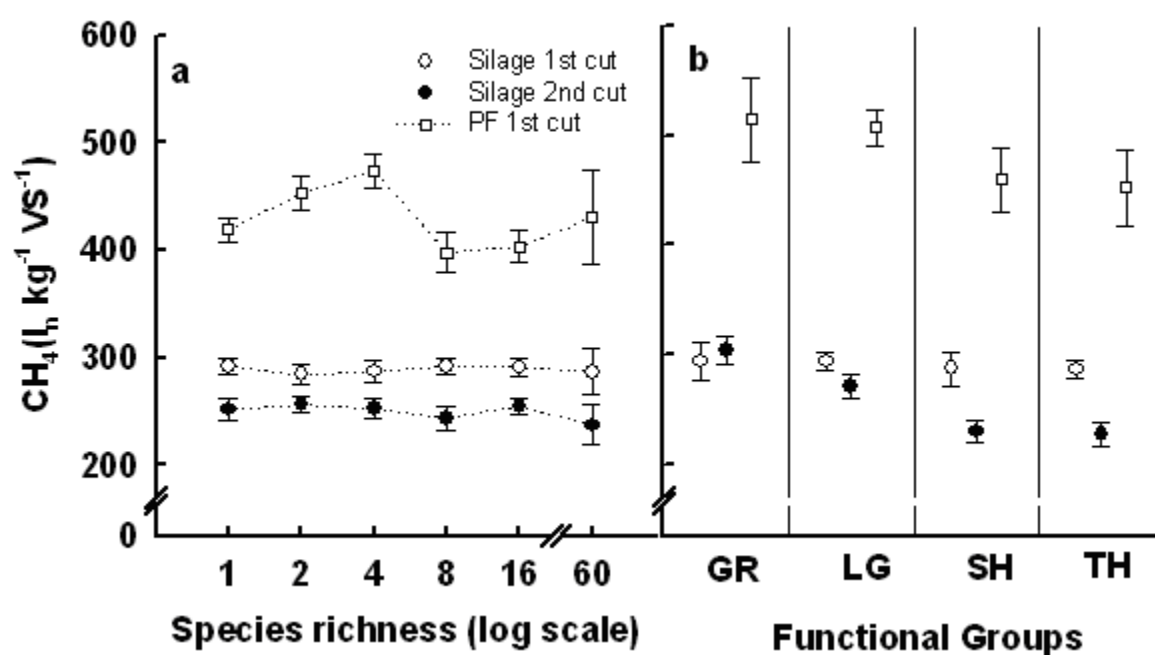 600
500
400
300
200
0
CH₄(lₙ kg⁻¹ VS⁻¹)
a
Silage 1st cut
Silage 2nd cut
PF 1st cut
b
1 2 4 8 16 60
Species richness (log scale)
GR LG SH TH
Functional Groups